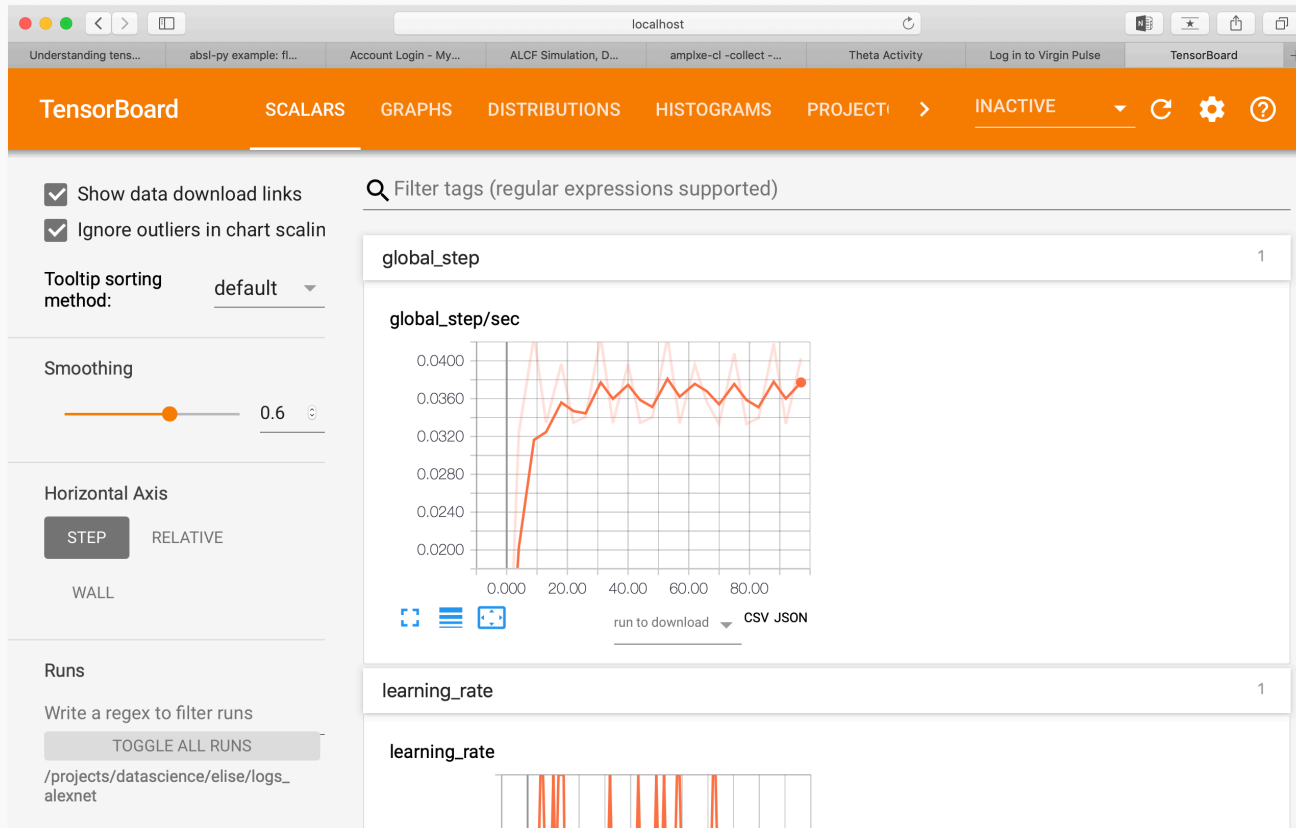 localhost
Understanding tens...
absl-py example: fl...
Account Login - My...
ALCF Simulation, D...
amplxe-cl -collect -...
Theta Activity
Log in to Virgin Pulse
TensorBoard
TensorBoard
SCALARS
GRAPHS
DISTRIBUTIONS
HISTOGRAMS
INACTIVE
Show data download links
Ignore outliers in chart scalin
Tooltip sorting
method:
default
Smoothing
0.6
Horizontal Axis
STEP
RELATIVE
WALL
Runs
Write a regex to filter runs
TOGGLE ALL RUNS
/projects/datascience/elise/logs_
alexnet
Filter tags (regular expressions supported)
global_step
1
global_step/sec
0.0400
0.0360
0.0320
0.0280
0.0240
0.0200
0.000 20.00 40.00 60.00 80.00
run to download
CSV JSON
learning_rate
1
learning_rate